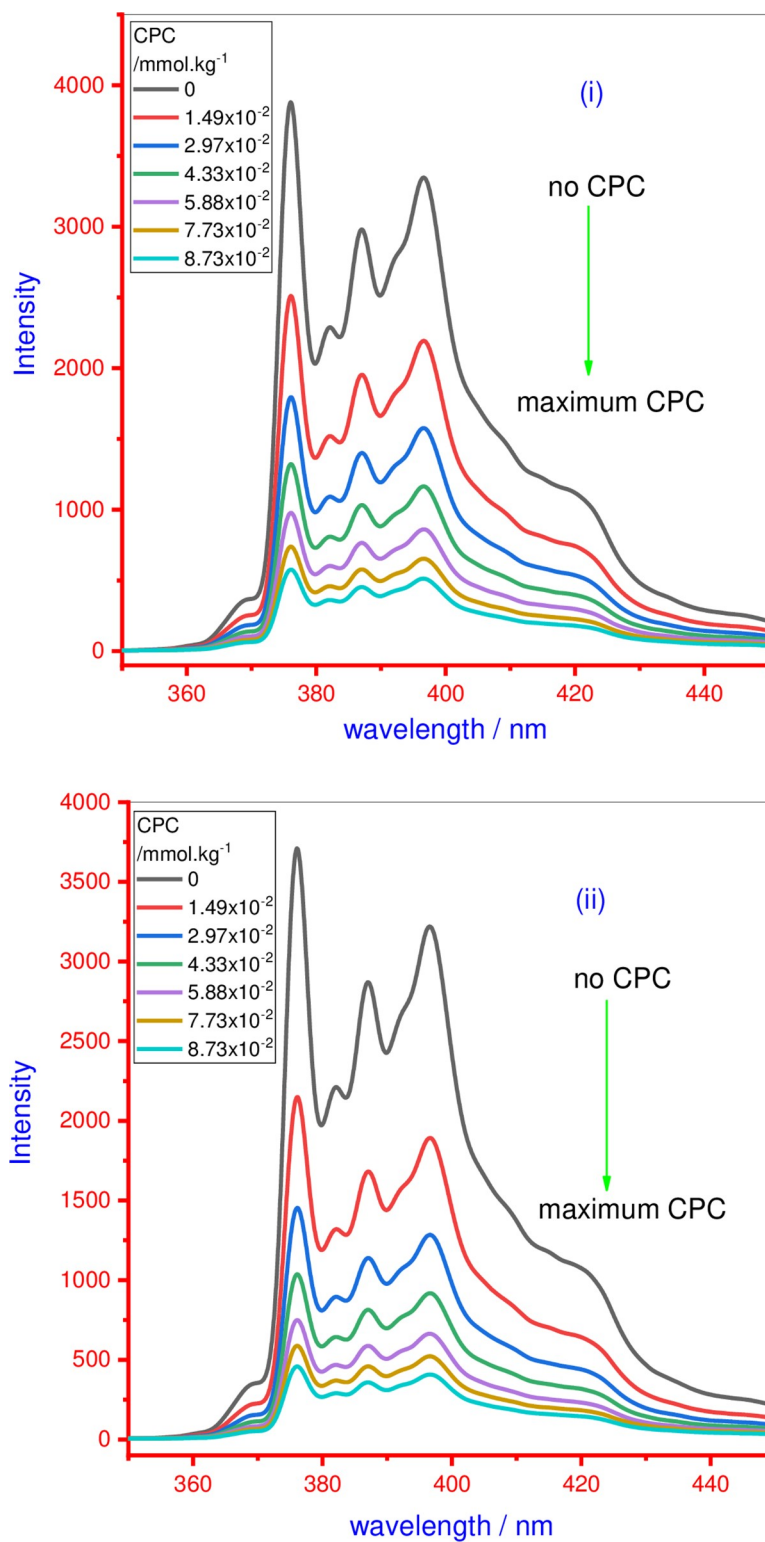 CPC
/mmol.kg⁻¹
0
1.49x10⁻²
2.97x10⁻²
4.33x10⁻²
5.88x10⁻²
7.73x10⁻²
8.73x10⁻²
(i)
no CPC
maximum CPC
4000
3000
2000
1000
0
Intensity
360 380 400 420 440
wavelength / nm
CPC
/mmol.kg⁻¹
0
1.49x10⁻²
2.97x10⁻²
4.33x10⁻²
5.88x10⁻²
7.73x10⁻²
8.73x10⁻²
(ii)
no CPC
maximum CPC
4000
3500
3000
2500
2000
1500
1000
500
0
Intensity
360 380 400 420 440
wavelength / nm